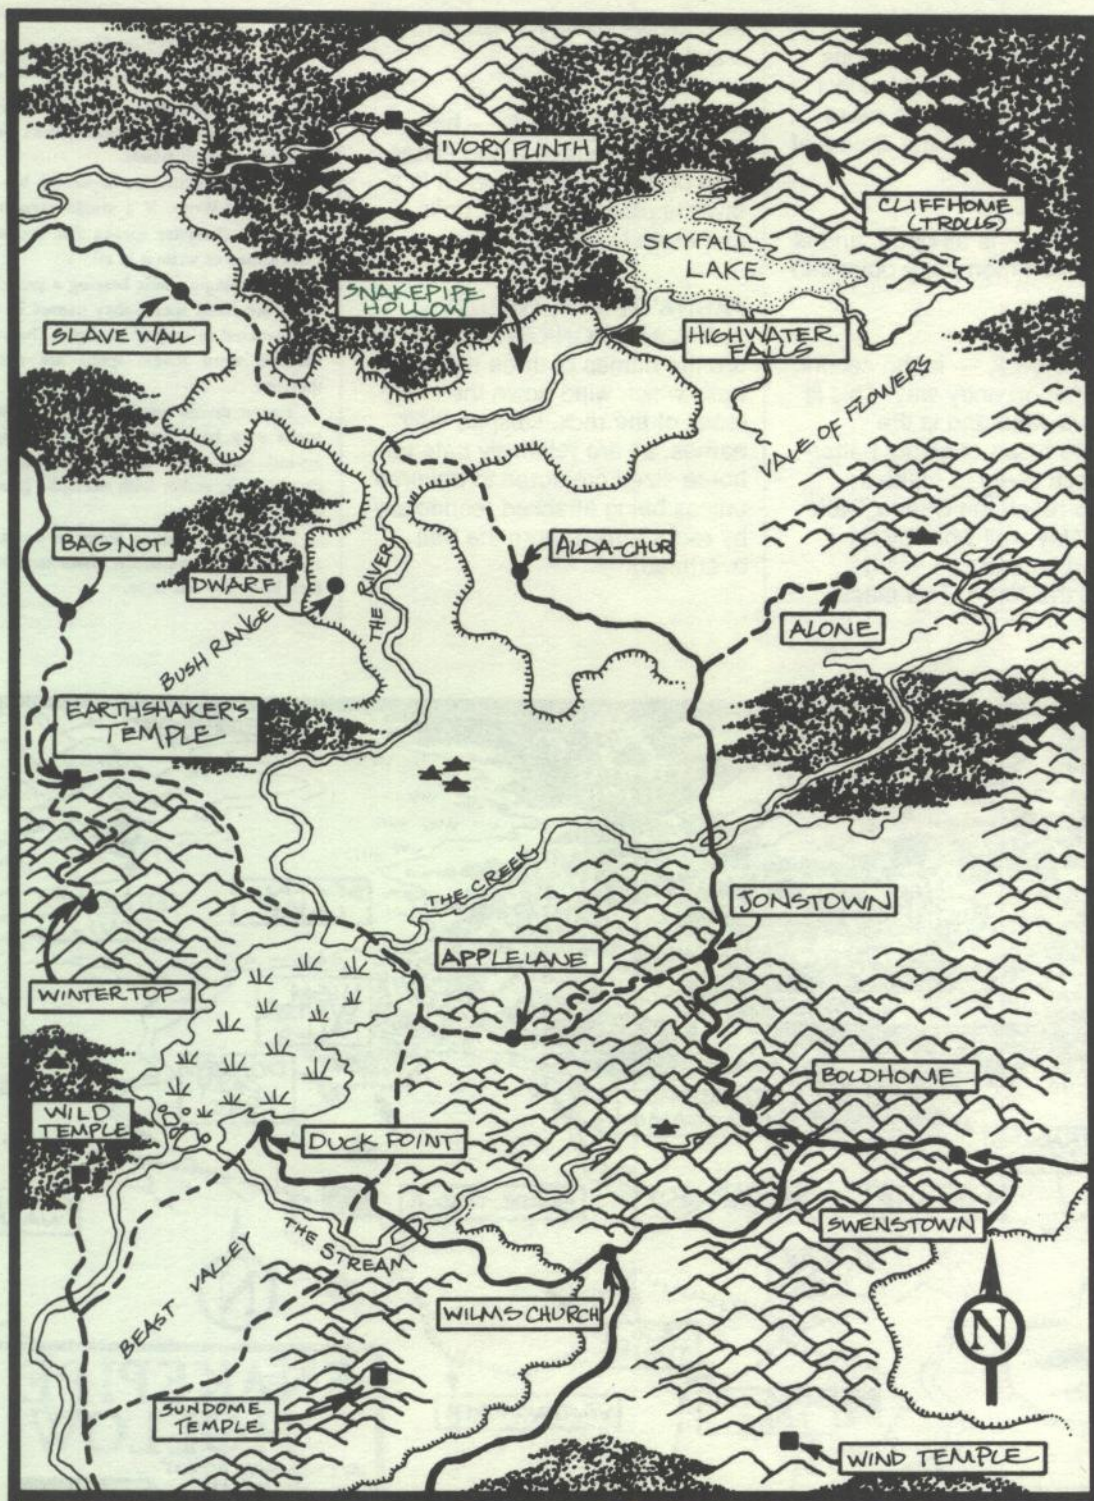 IVORY PLINTH
CLIFFHOME
(TROLLS)
SKYFALL
LAKE
SNAKEPIPE
HOLLOW
SLAVE WALL
HIGHWATER
FALLS
VALE OF FLOWERS
BAGNOT
ALDA-CHUR
DWARF
THE RIVER
BUSH RANGE
ALONE
EARTHSHAKER'S
TEMPLE
THE CREEK
JONSTOWN
APPLELANE
WINTERTOP
BOLDHOME
WILD
TEMPLE
DUCK POINT
THE STREAM
SWENSTOWN
BEAST VALLEY
WILMS CHURCH
N
SUNDOME
TEMPLE
WIND TEMPLE